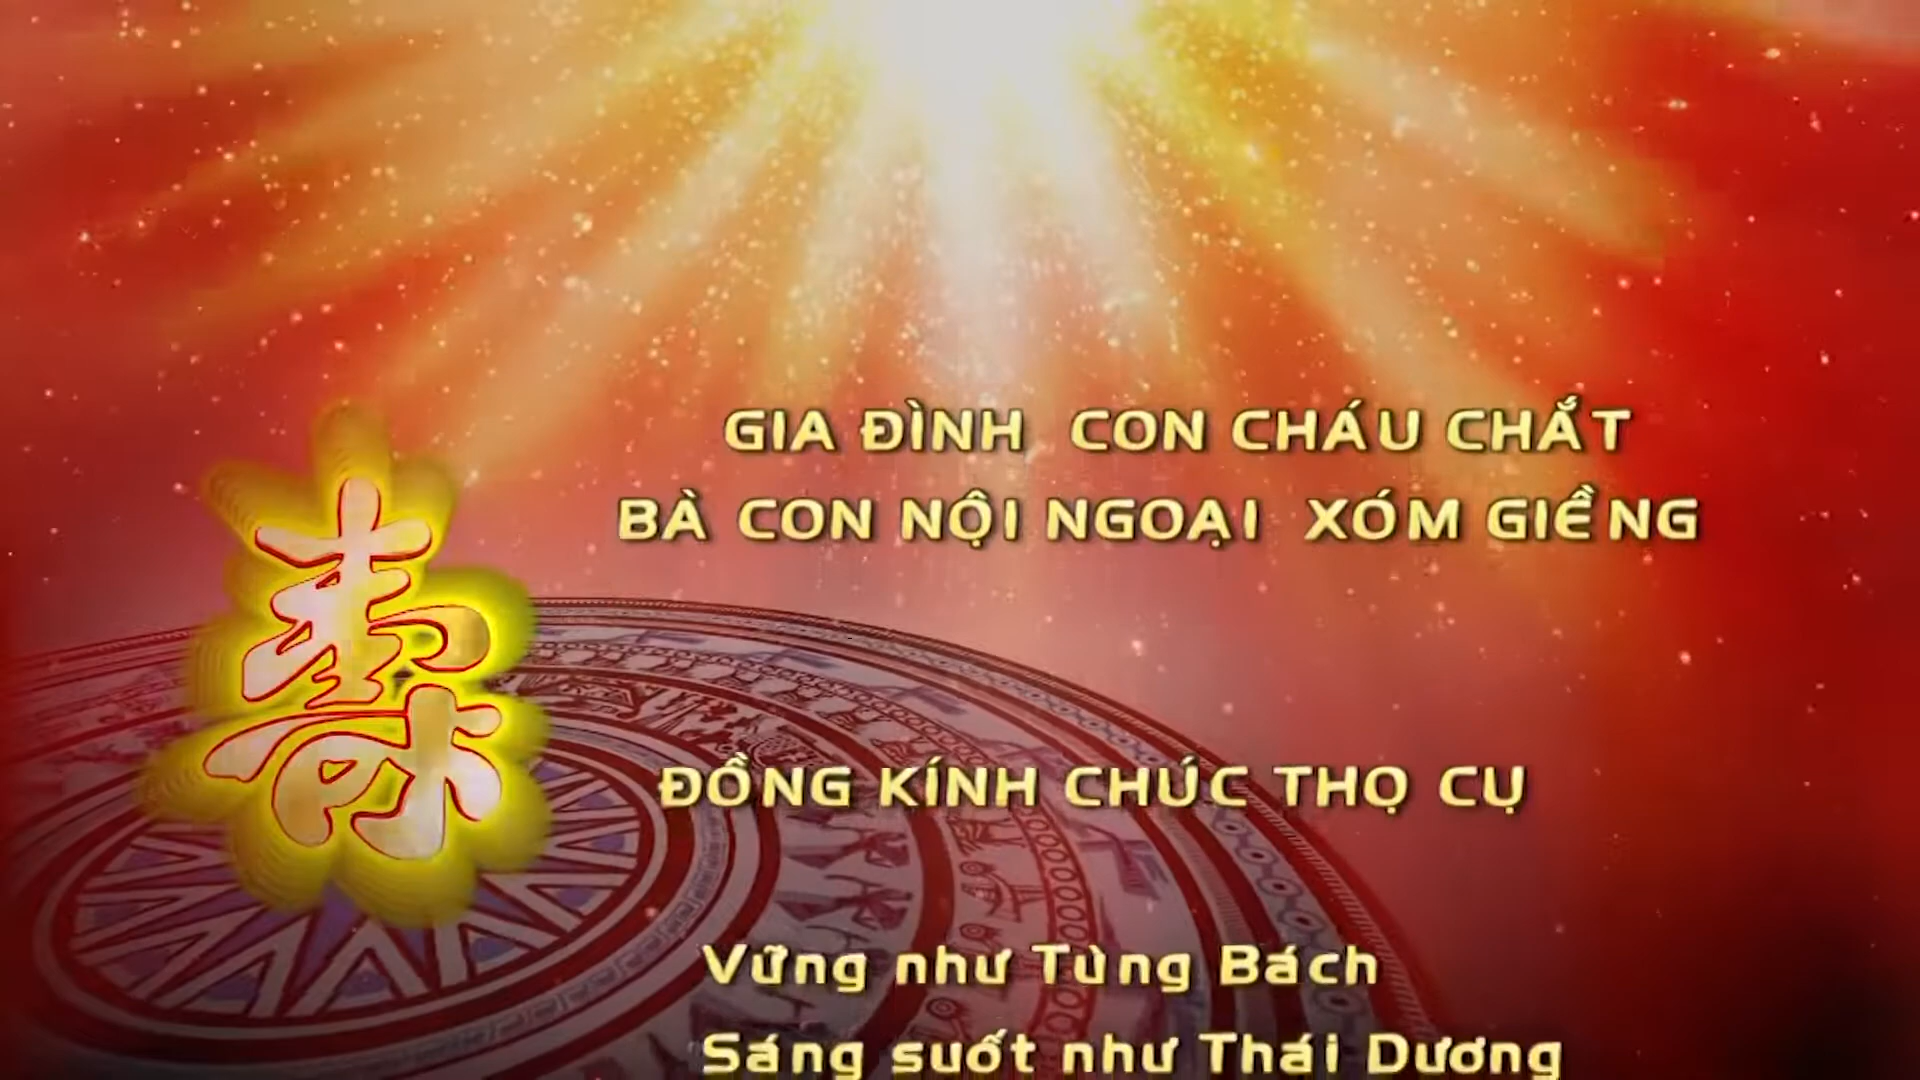 GIA ĐÌNH CON CHÁU CHẮT
BÀ CON NỘI NGOẠI XÓM GIỀNG
壽
ĐỒNG KÍNH CHÚC THỌ CỤ
Vững như Tùng Bách
Sáng suốt như Thái Dương